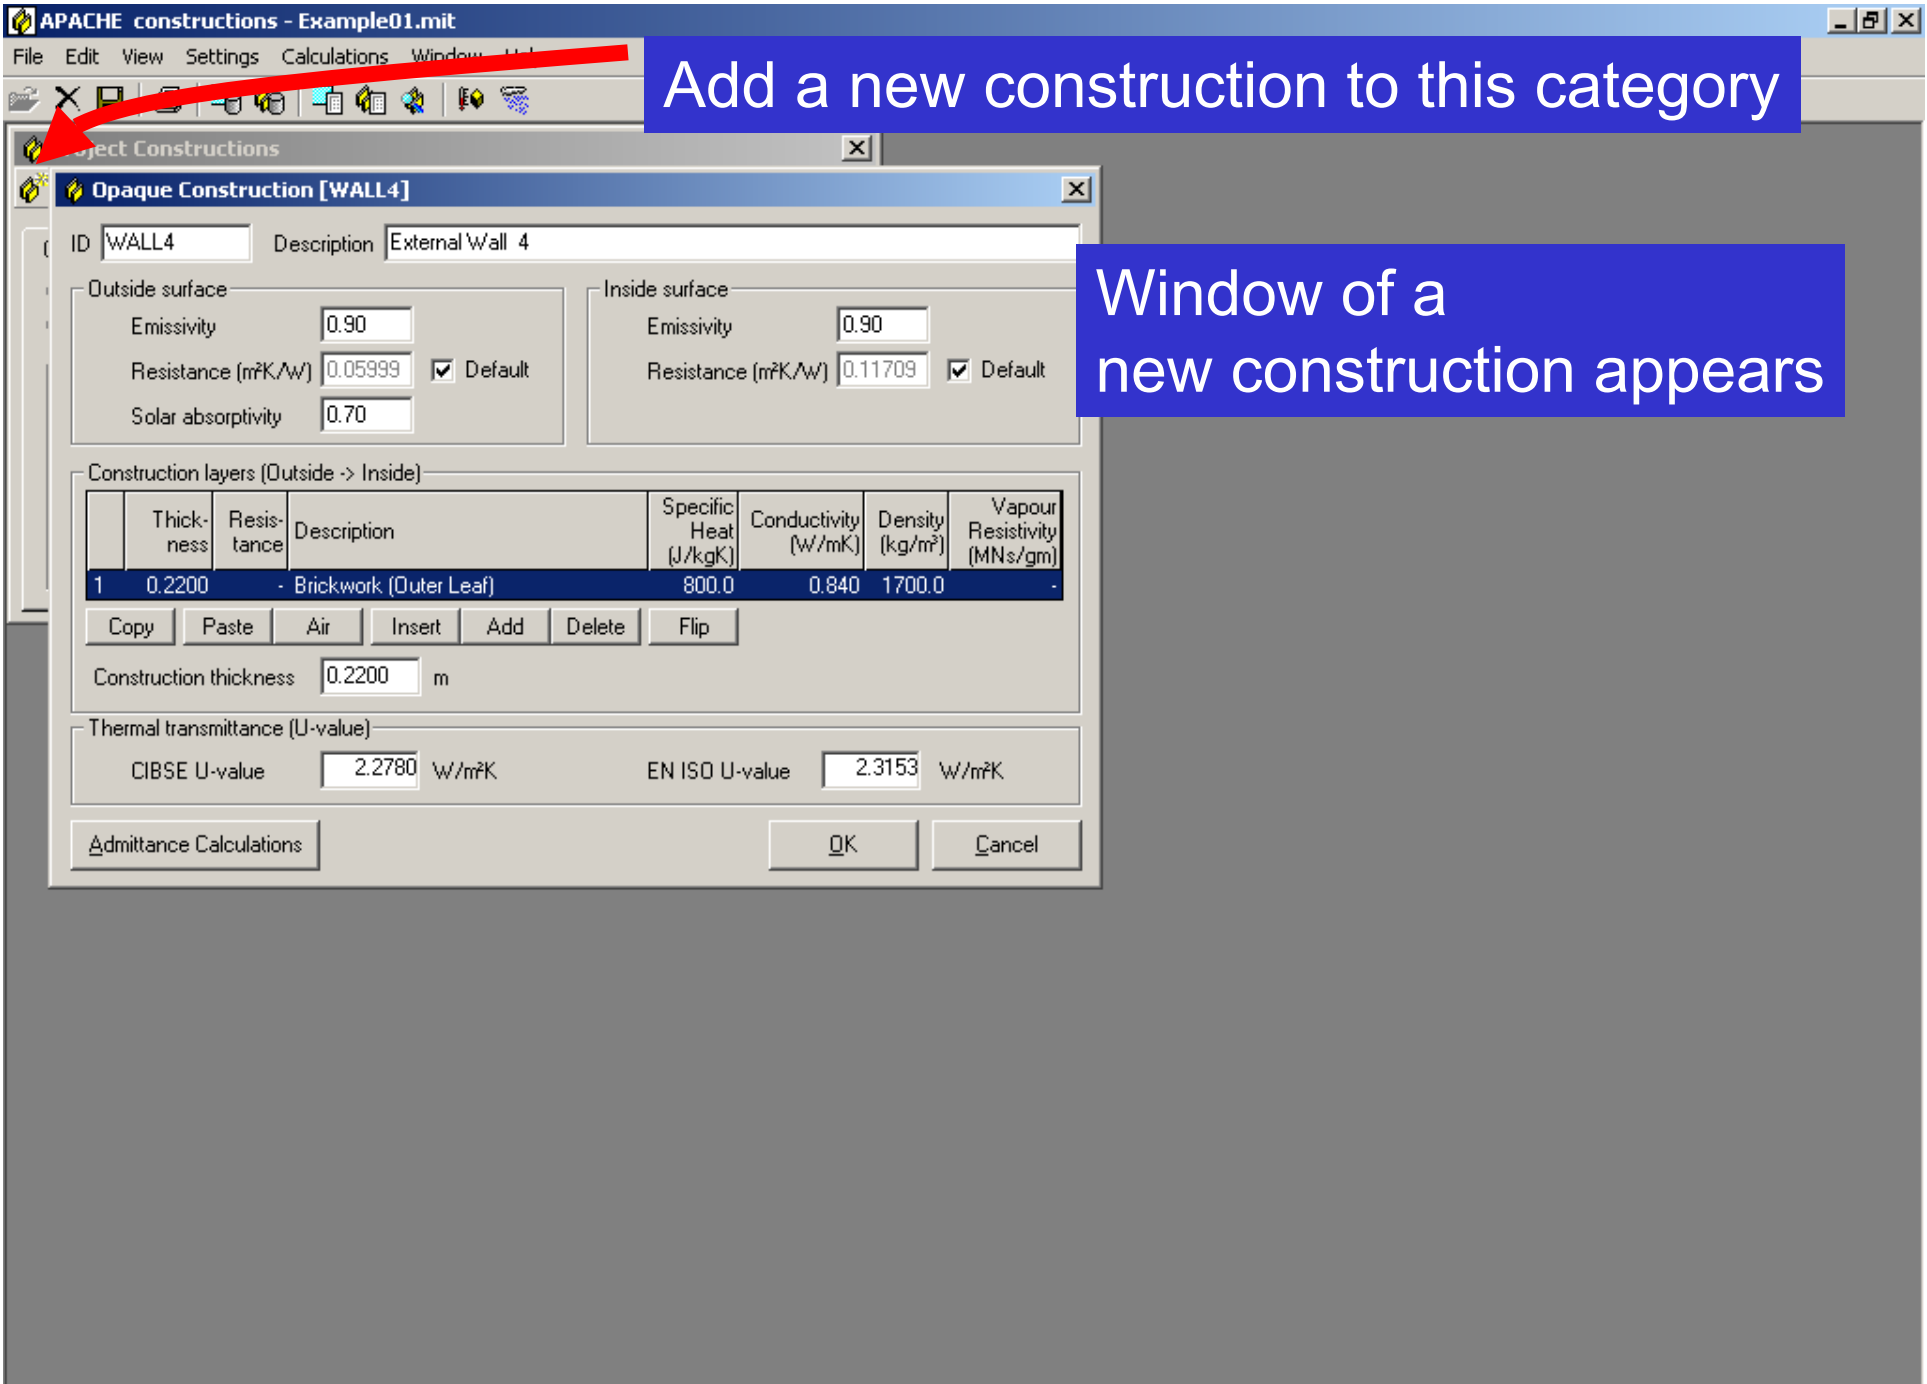 APACHE constructions - Example01.mit
File Edit View Settings Calculations Window
Add a new construction to this category
Project Constructions
Opaque Construction [WALL4]
ID WALL4 Description External Wall 4
Window of a
new construction appears
Outside surface
Emissivity 0.90
Resistance (m²K/W) 0.05999 Default
Solar absorptivity 0.70
Inside surface
Emissivity 0.90
Resistance (m²K/W) 0.11709 Default
Construction layers (Outside -> Inside)
Thick-
ness
Resis-
tance
Description
Specific
Heat
(J/kgK)
Conductivity
(W/mK)
Density
(kg/m³)
Vapour
Resistivity
(MNs/gm)
1 0.2200 - Brickwork (Outer Leaf) 800.0 0.840 1700.0 -
Copy Paste Air Insert Add Delete Flip
Construction thickness 0.2200 m
Thermal transmittance (U-value)
CIBSE U-value 2.2780 W/m²K EN ISO U-value 2.3153 W/m²K
Admittance Calculations OK Cancel